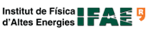 Institut de Física
d'Altes Energies IFAE